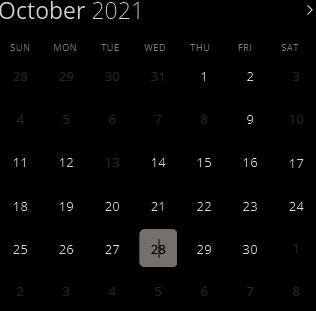 October 2021
SUN MON TUE WED THU FRI SAT
28 29 30 31 1 2 3
4 5 6 7 8 9 10
11 12 13 14 15 16 17
18 19 20 21 22 23 24
25 26 27 28 29 30 1
2 3 4 5 6 7 8